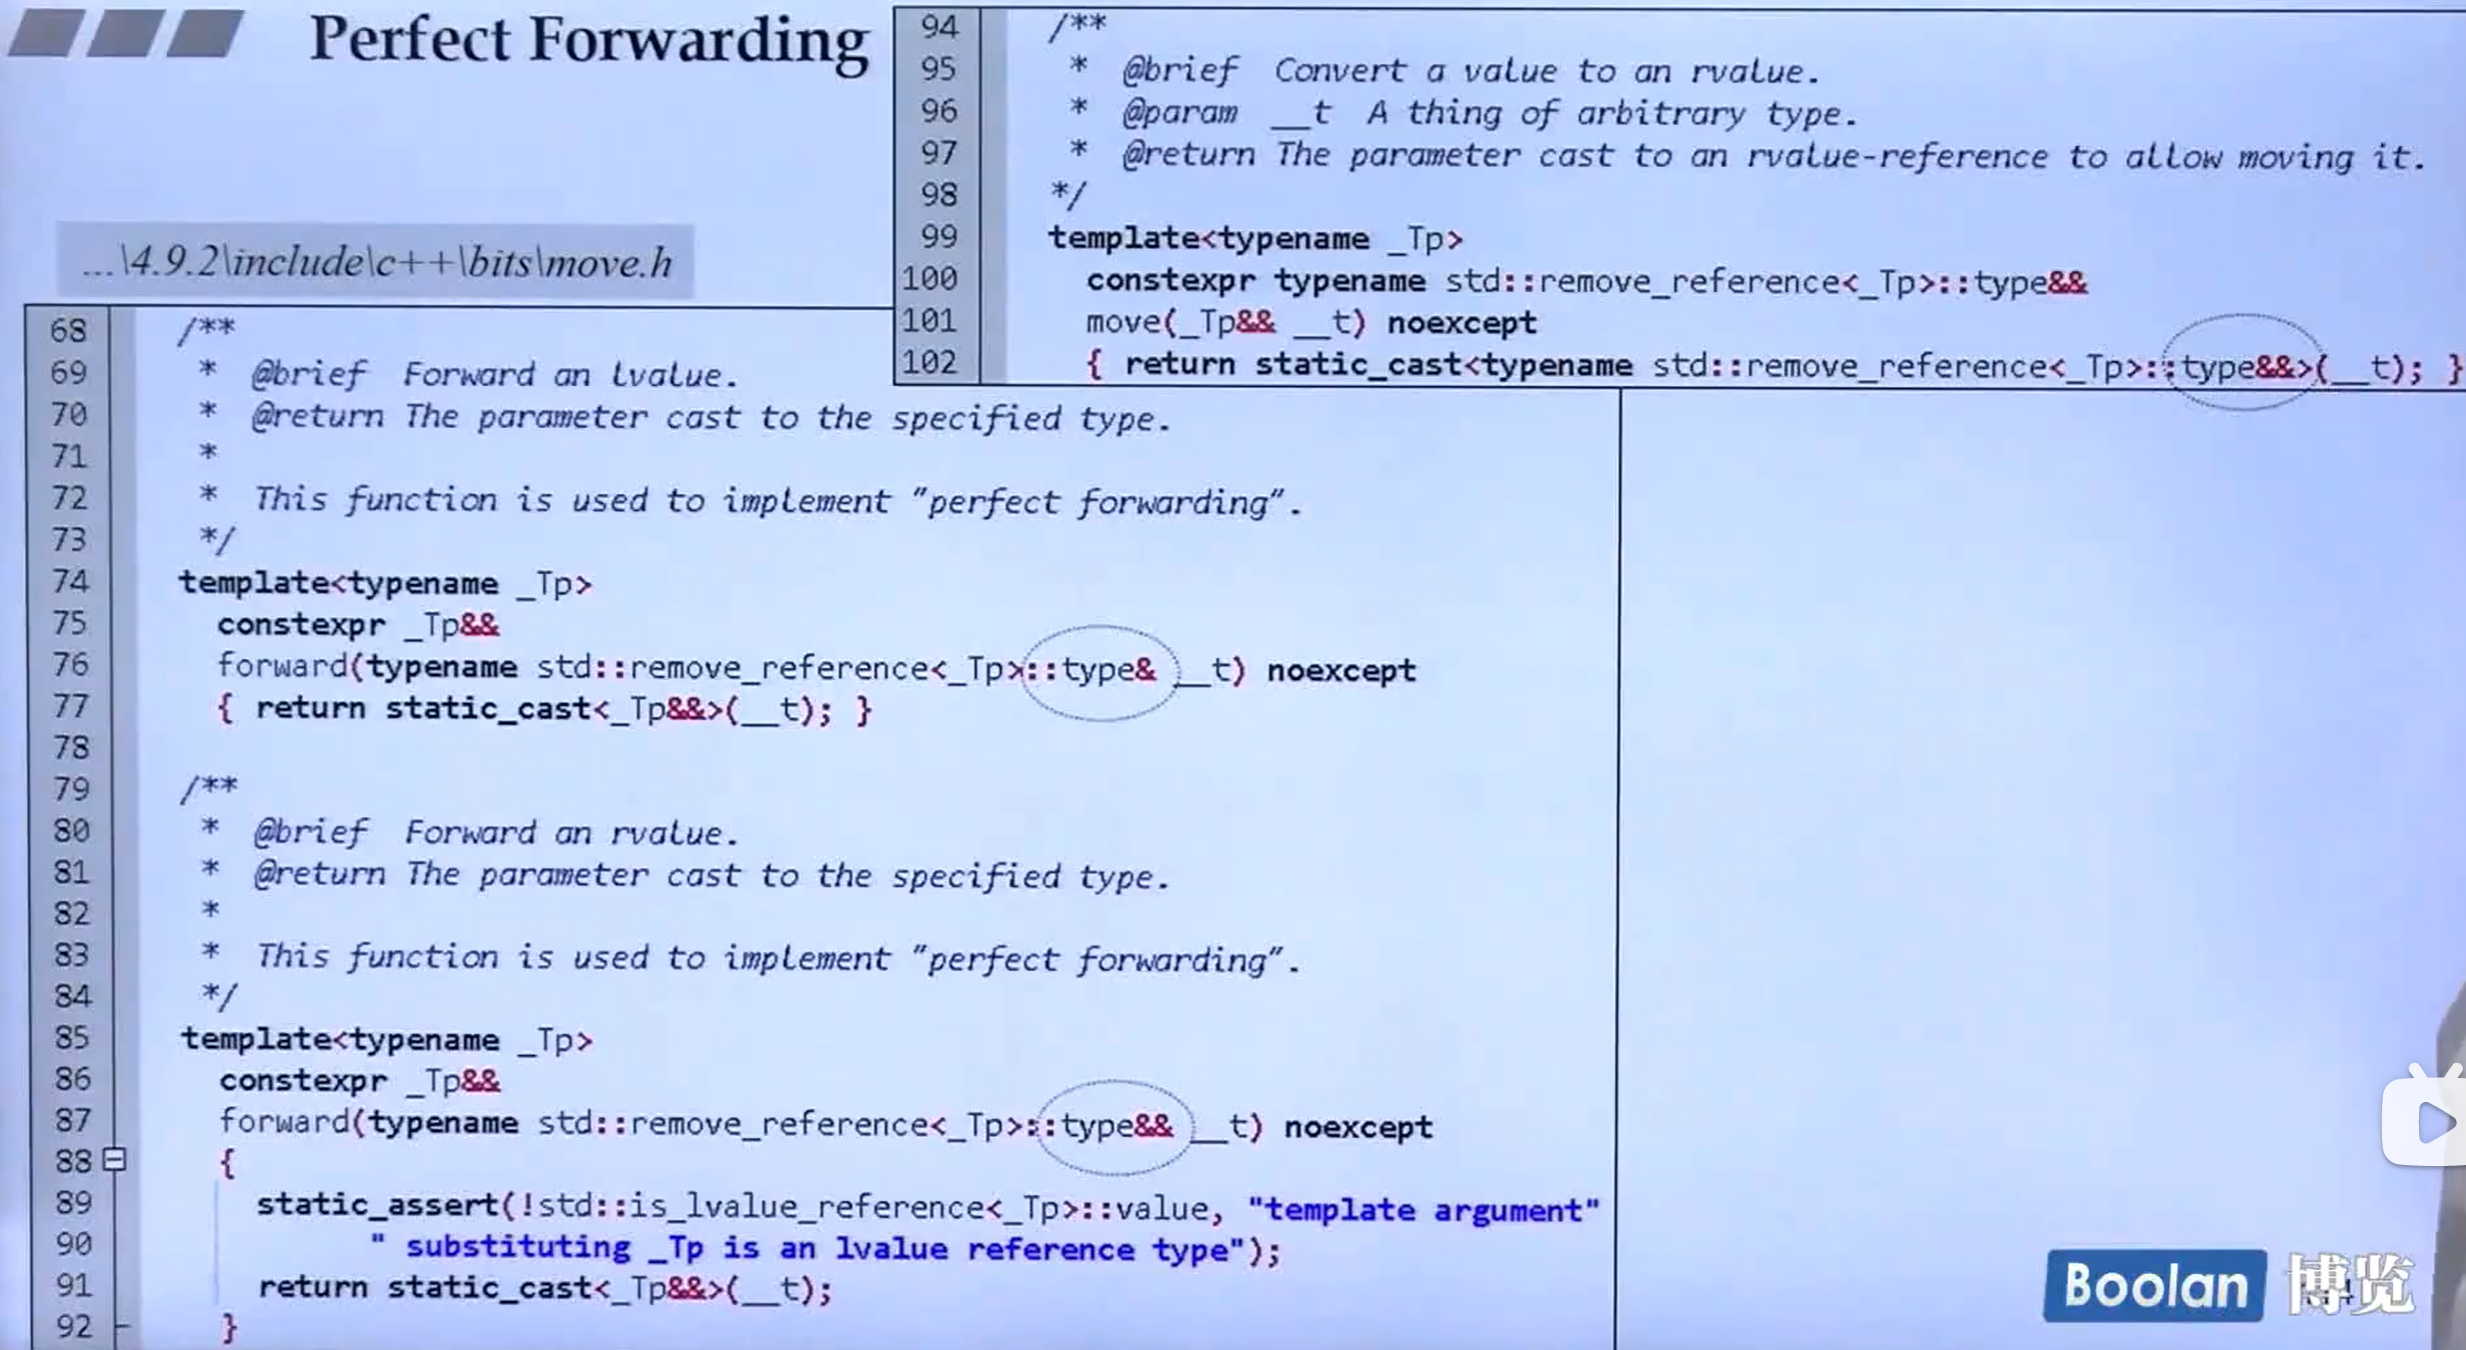 Perfect Forwarding
...\4.9.2\include\c++\bits\move.h
94 /**
95 * @brief Convert a value to an rvalue.
96 * @param __t A thing of arbitrary type.
97 * @return The parameter cast to an rvalue-reference to allow moving it.
98 */
99 template<typename _Tp>
100 constexpr typename std::remove_reference<_Tp>::type&&
101 move(_Tp&& __t) noexcept
102 { return static_cast<typename std::remove_reference<_Tp>::type&&>(__t); }
68 /**
69 * @brief Forward an lvalue.
70 * @return The parameter cast to the specified type.
71 *
72 * This function is used to implement "perfect forwarding".
73 */
74 template<typename _Tp>
75 constexpr _Tp&&
76 forward(typename std::remove_reference<_Tp>::type& __t) noexcept
77 { return static_cast<_Tp&&>(__t); }
78
79 /**
80 * @brief Forward an rvalue.
81 * @return The parameter cast to the specified type.
82 *
83 * This function is used to implement "perfect forwarding".
84 */
85 template<typename _Tp>
86 constexpr _Tp&&
87 forward(typename std::remove_reference<_Tp>::type&& __t) noexcept
88 {
89 static_assert(!std::is_lvalue_reference<_Tp>::value, "template argument"
90 " substituting _Tp is an lvalue reference type");
91 return static_cast<_Tp&&>(__t);
92 }
Boolan 博览